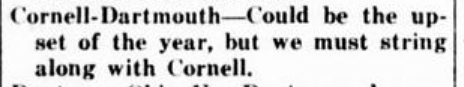 Cornell-Dartmouth—Could be the up-
set of the year, but we must string
along with Cornell.